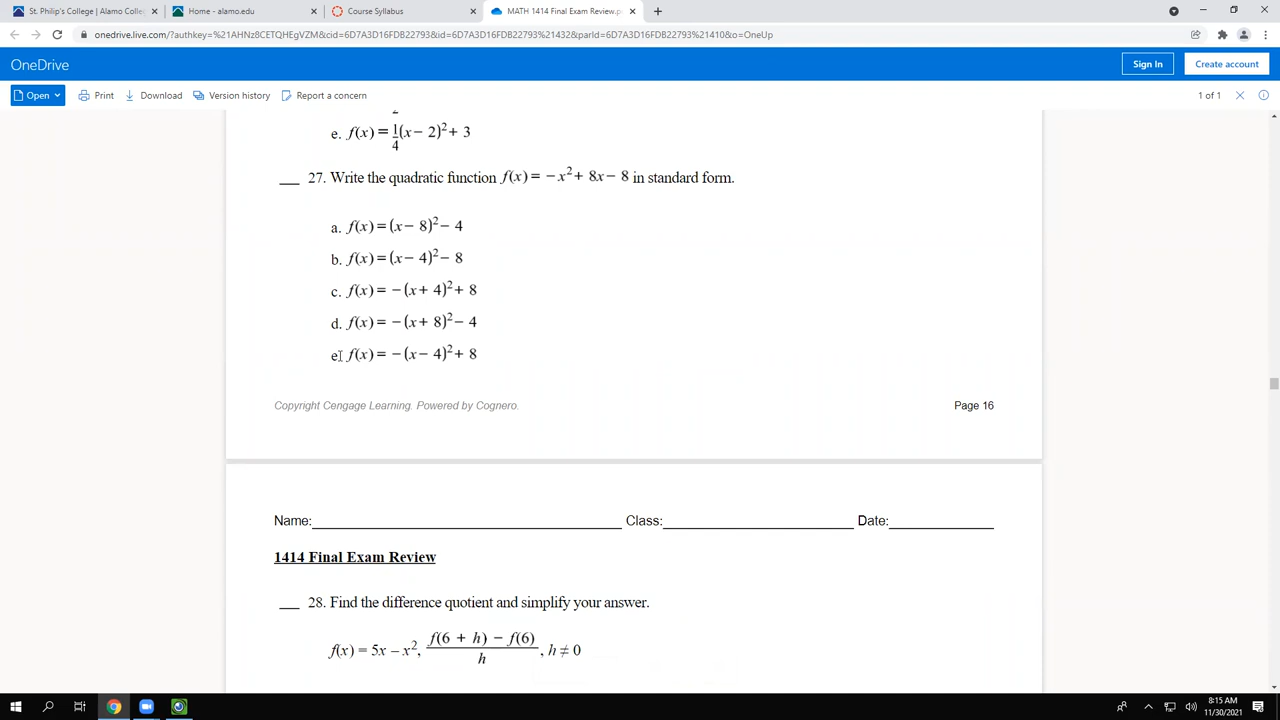 St. Philip's College | Alamo Colle
Home - alamo.edu
Course Syllabus
MATH 1414 Final Exam Review.p
onedrive.live.com/?authkey=%21AHNz8CETQHEgVZM&cid=6D7A3D16FDB22793&id=6D7A3D16FDB22793%21432&parId=6D7A3D16FDB22793%21410&o=OneUp
OneDrive
Sign In
Create account
Open
Print
Download
Version history
Report a concern
1 of 1
e. f(x) = 1/4(x − 2)² + 3
___ 27. Write the quadratic function f(x) = − x² + 8x − 8 in standard form.
a. f(x) = (x − 8)² − 4
b. f(x) = (x − 4)² − 8
c. f(x) = − (x + 4)² + 8
d. f(x) = − (x + 8)² − 4
e. f(x) = − (x − 4)² + 8
Copyright Cengage Learning. Powered by Cognero.
Page 16
Name: Class: Date:
1414 Final Exam Review
___ 28. Find the difference quotient and simplify your answer.
f(x) = 5x – x², (f(6 + h) − f(6))/h, h ≠ 0
8:15 AM
11/30/2021